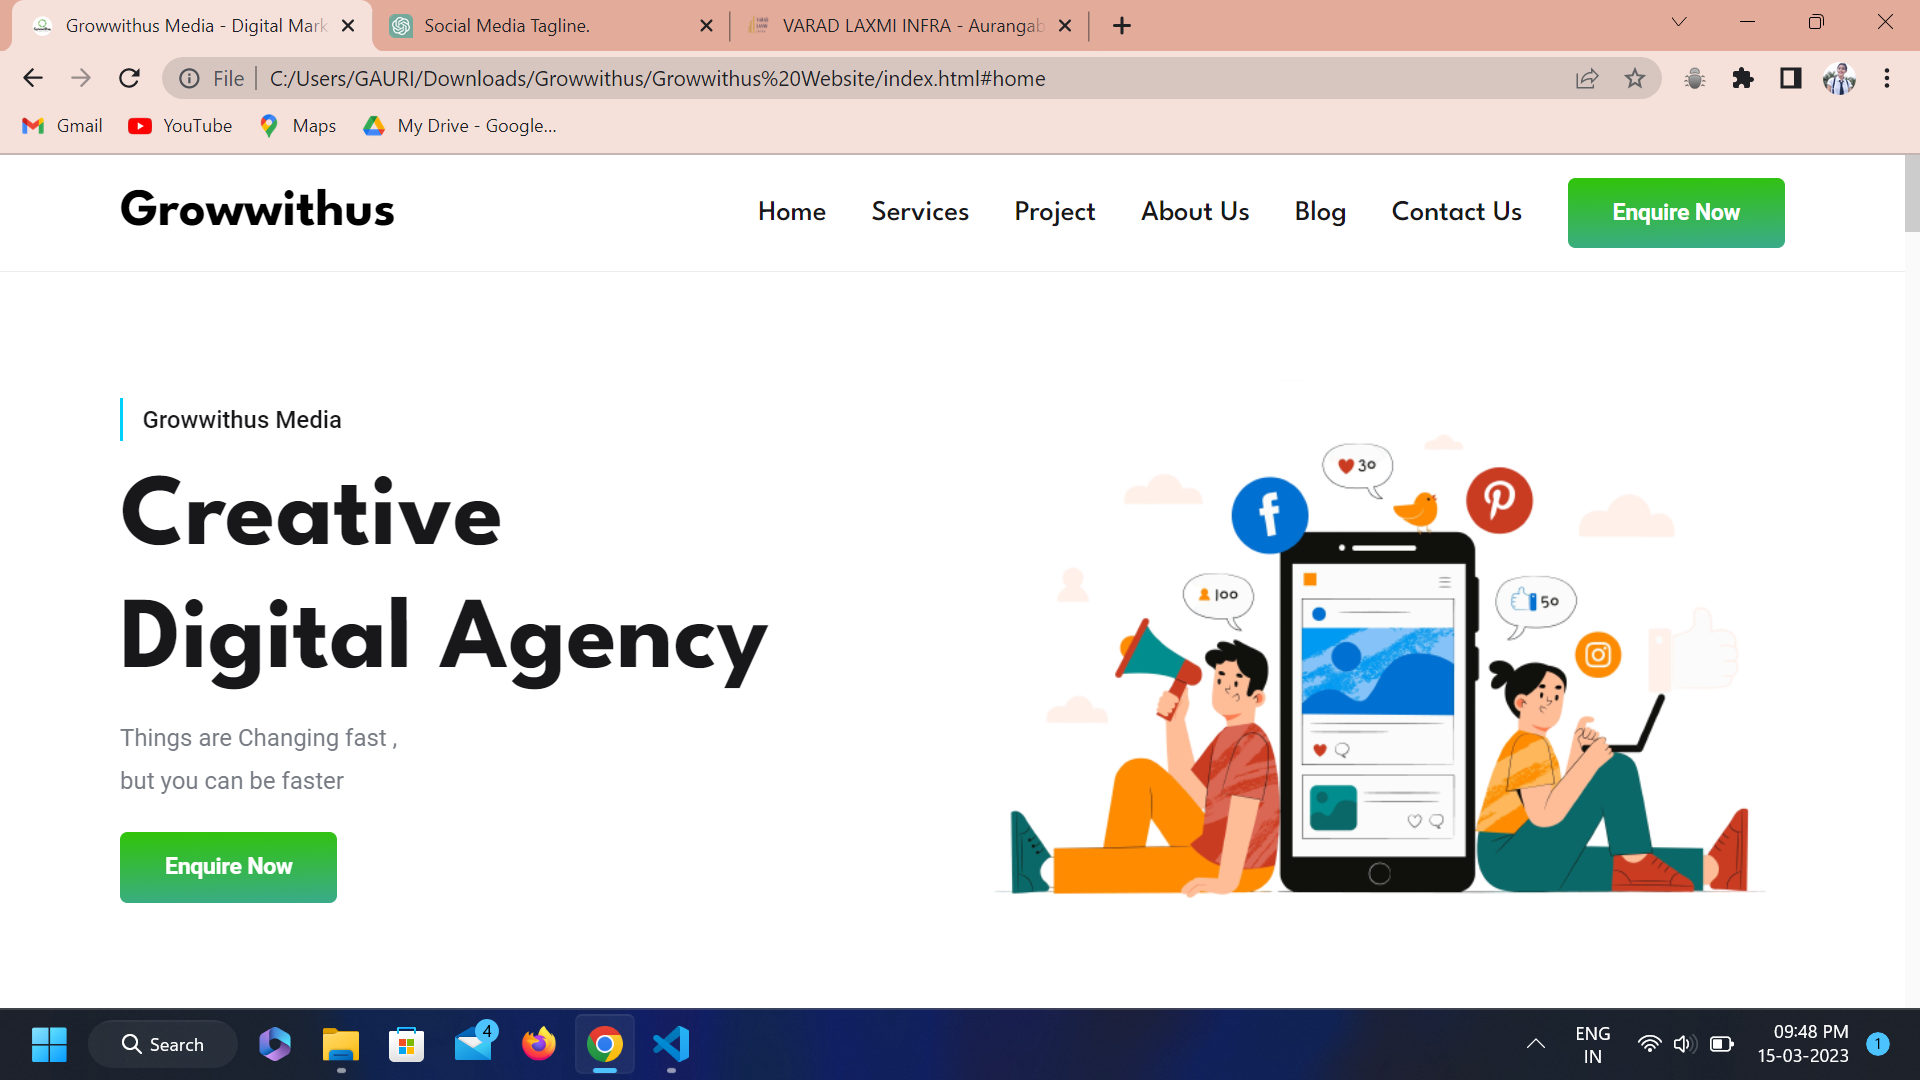 Growwithus Media - Digital Mark
Social Media Tagline.
VARAD LAXMI INFRA - Aurangab
File
C:/Users/GAURI/Downloads/Growwithus/Growwithus%20Website/index.html#home
Gmail
YouTube
Maps
My Drive - Google...
Growwithus
Home
Services
Project
About Us
Blog
Contact Us
Enquire Now
Growwithus Media
Creative
Digital Agency
Things are Changing fast ,
but you can be faster
Enquire Now
30
100
50
Search
4
ENG
IN
09:48 PM
15-03-2023
1